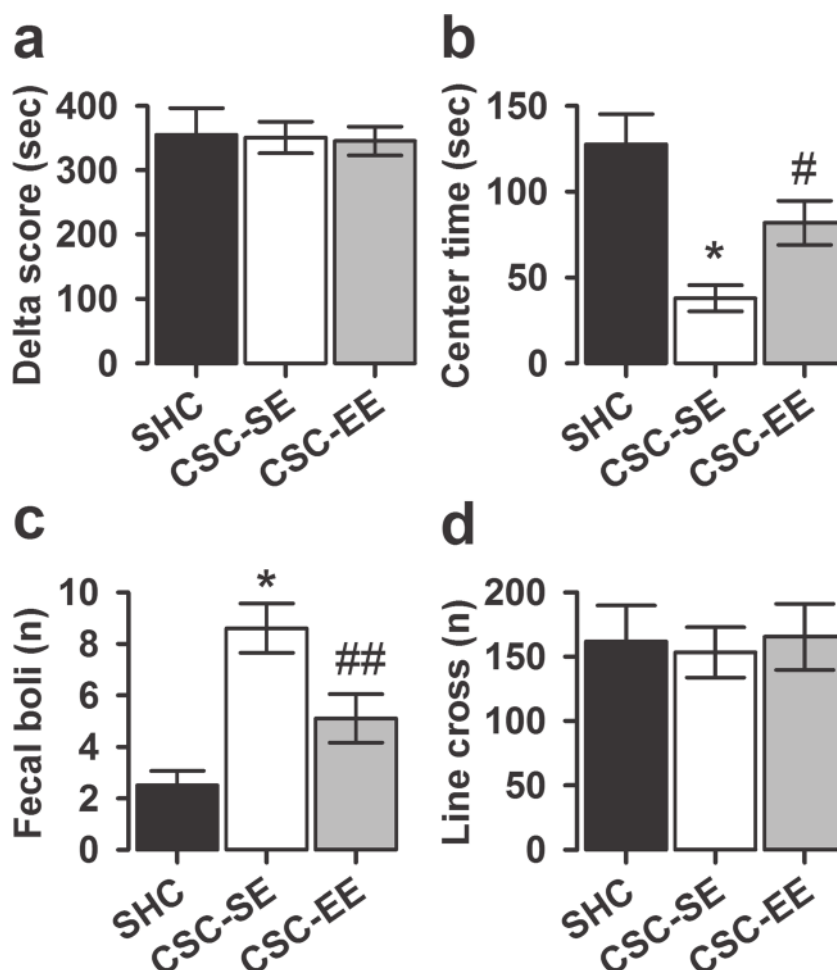 a
Delta score (sec)
400
300
200
100
0
SHC
CSC-SE
CSC-EE
b
Center time (sec)
150
100
50
0
*
#
SHC
CSC-SE
CSC-EE
c
Fecal boli (n)
10
8
6
4
2
0
*
##
SHC
CSC-SE
CSC-EE
d
Line cross (n)
200
150
100
50
0
SHC
CSC-SE
CSC-EE